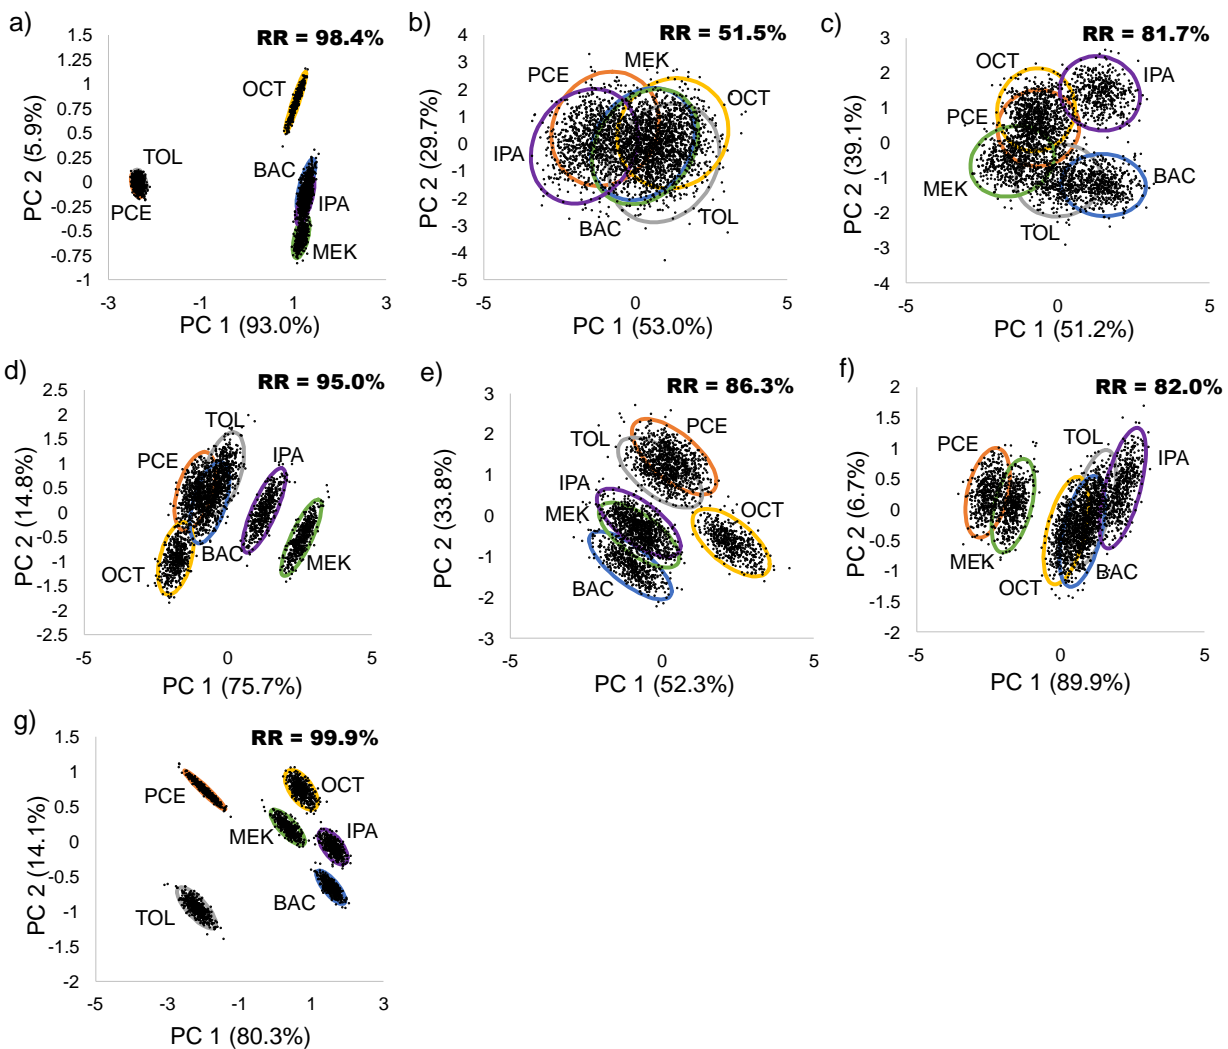 a)
RR = 98.4%
PC 2 (5.9%)
1.5
1.25
1
0.75
0.5
0.25
0
-0.25
-0.5
-0.75
-1
OCT
TOL
PCE
BAC
IPA
MEK
-3
-1
1
3
PC 1 (93.0%)
b)
RR = 51.5%
PC 2 (29.7%)
4
3
2
1
0
-1
-2
-3
-4
-5
PCE
MEK
OCT
IPA
BAC
TOL
-5
0
5
PC 1 (53.0%)
c)
RR = 81.7%
PC 2 (39.1%)
3
2
1
0
-1
-2
-3
-4
OCT
IPA
PCE
MEK
BAC
TOL
-5
0
5
PC 1 (51.2%)
d)
RR = 95.0%
PC 2 (14.8%)
2.5
2
1.5
1
0.5
0
-0.5
-1
-1.5
-2
-2.5
TOL
PCE
IPA
BAC
MEK
OCT
-5
0
5
PC 1 (75.7%)
e)
RR = 86.3%
PC 2 (33.8%)
3
2
1
0
-1
-2
-3
PCE
TOL
IPA
MEK
OCT
BAC
-5
0
5
PC 1 (52.3%)
f)
RR = 82.0%
PC 2 (6.7%)
2
1.5
1
0.5
0
-0.5
-1
-1.5
-2
PCE
TOL
IPA
MEK
OCT
BAC
-5
0
5
PC 1 (89.9%)
g)
RR = 99.9%
PC 2 (14.1%)
1.5
1
0.5
0
-0.5
-1
-1.5
-2
PCE
OCT
MEK
IPA
BAC
TOL
-5
-3
-1
1
3
PC 1 (80.3%)